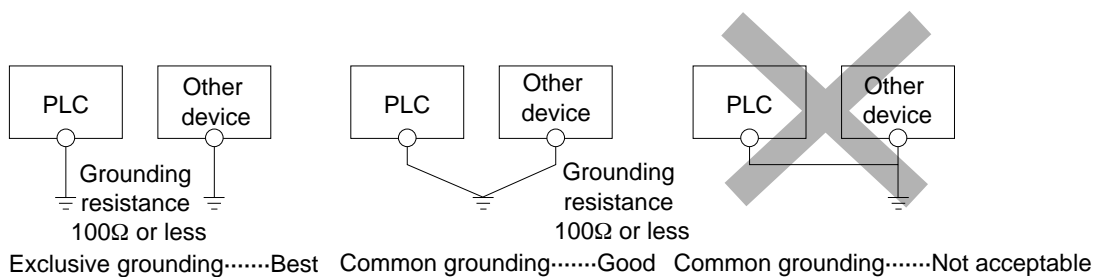 PLC
Other
device
Grounding
resistance
100Ω or less
Exclusive grounding·······Best
PLC
Other
device
Grounding
resistance
100Ω or less
Common grounding·······Good
PLC
Other
device
Common grounding·······Not acceptable